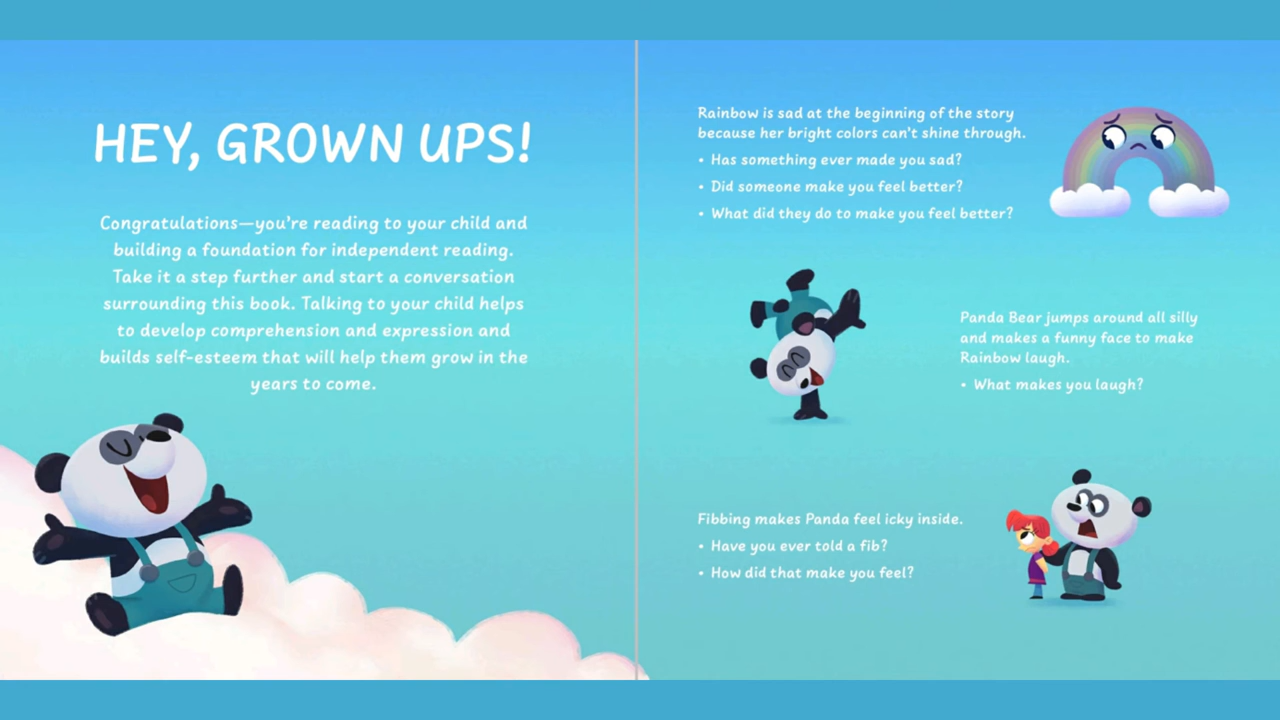 HEY, GROWN UPS!
Congratulations—you're reading to your child and
building a foundation for independent reading.
Take it a step further and start a conversation
surrounding this book. Talking to your child helps
to develop comprehension and expression and
builds self-esteem that will help them grow in the
years to come.
Rainbow is sad at the beginning of the story
because her bright colors can't shine through.
• Has something ever made you sad?
• Did someone make you feel better?
• What did they do to make you feel better?
Panda Bear jumps around all silly
and makes a funny face to make
Rainbow laugh.
• What makes you laugh?
Fibbing makes Panda feel icky inside.
• Have you ever told a fib?
• How did that make you feel?